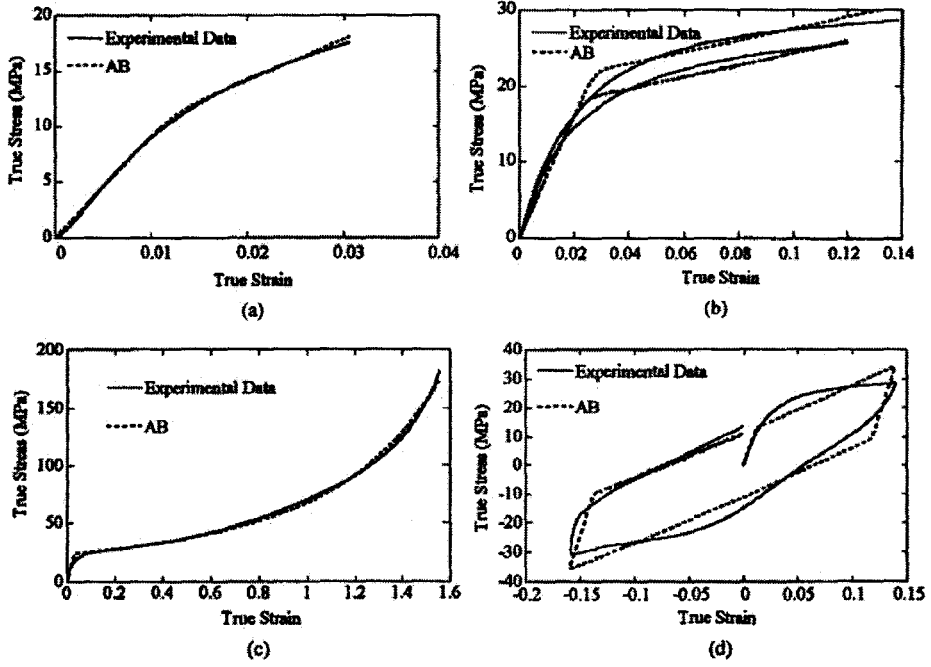 20
15
10
5
0
Experimental Data
AB
True Stress (MPa)
0 0.01 0.02 0.03 0.04
True Strain
(a)
30
20
10
0
Experimental Data
AB
True Stress (MPa)
0 0.02 0.04 0.06 0.08 0.1 0.12 0.14
True Strain
(b)
200
150
100
50
0
Experimental Data
AB
True Stress (MPa)
0 0.2 0.4 0.6 0.8 1 1.2 1.4 1.6
True Strain
(c)
40
30
20
10
0
-10
-20
-30
-40
Experimental Data
AB
True Stress (MPa)
-0.2 -0.15 -0.1 -0.05 0 0.05 0.1 0.15
True Strain
(d)